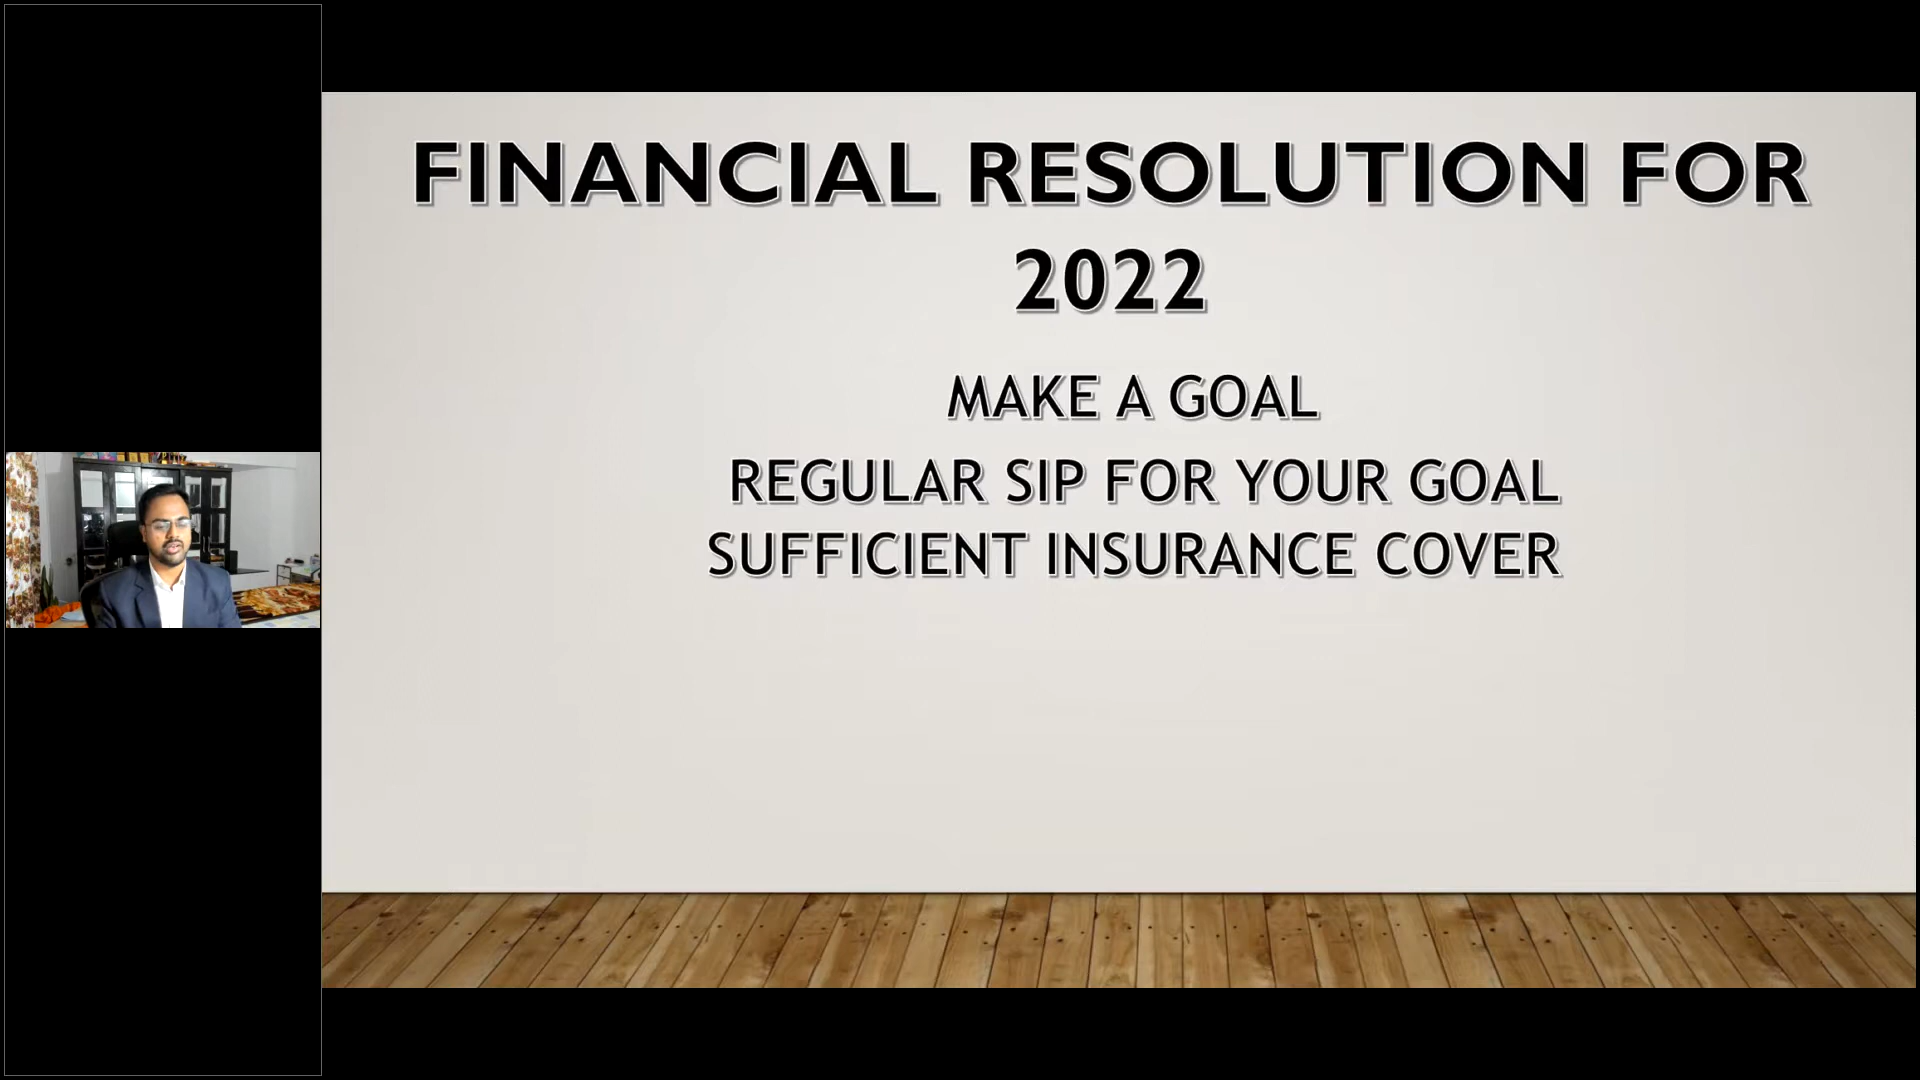 FINANCIAL RESOLUTION FOR
2022
MAKE A GOAL
REGULAR SIP FOR YOUR GOAL
SUFFICIENT INSURANCE COVER